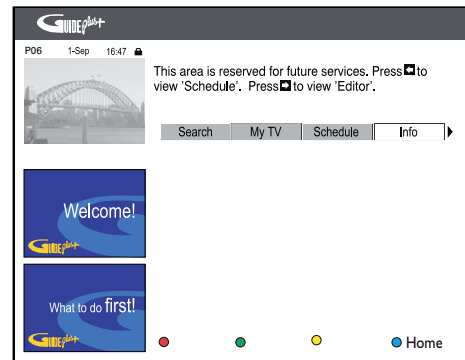 GUIDEplus+
P06 1-Sep 16:47
This area is reserved for future services. Press to
view 'Schedule'. Press to view 'Editor'.
Search My TV Schedule Info
Welcome!
GUIDEplus+
What to do first!
GUIDEplus+
Home